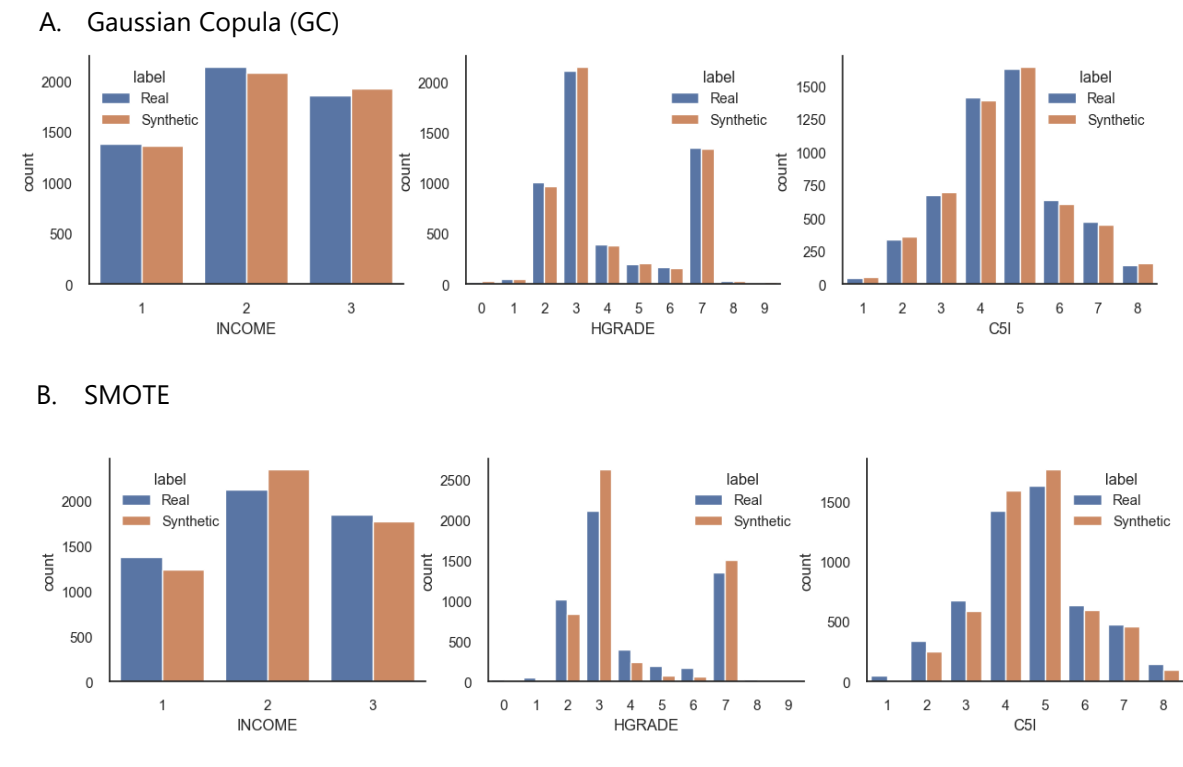 A. Gaussian Copula (GC)
label
Real
Synthetic
2000
1500
1000
500
0
count
1 2 3
INCOME
label
Real
Synthetic
2000
1500
1000
500
0
count
0 1 2 3 4 5 6 7 8 9
HGRADE
label
Real
Synthetic
1500
1250
1000
750
500
250
0
count
1 2 3 4 5 6 7 8
C5I
B. SMOTE
label
Real
Synthetic
2000
1500
1000
500
0
count
1 2 3
INCOME
label
Real
Synthetic
2500
2000
1500
1000
500
0
count
0 1 2 3 4 5 6 7 8 9
HGRADE
label
Real
Synthetic
1500
1000
500
0
count
1 2 3 4 5 6 7 8
C5I